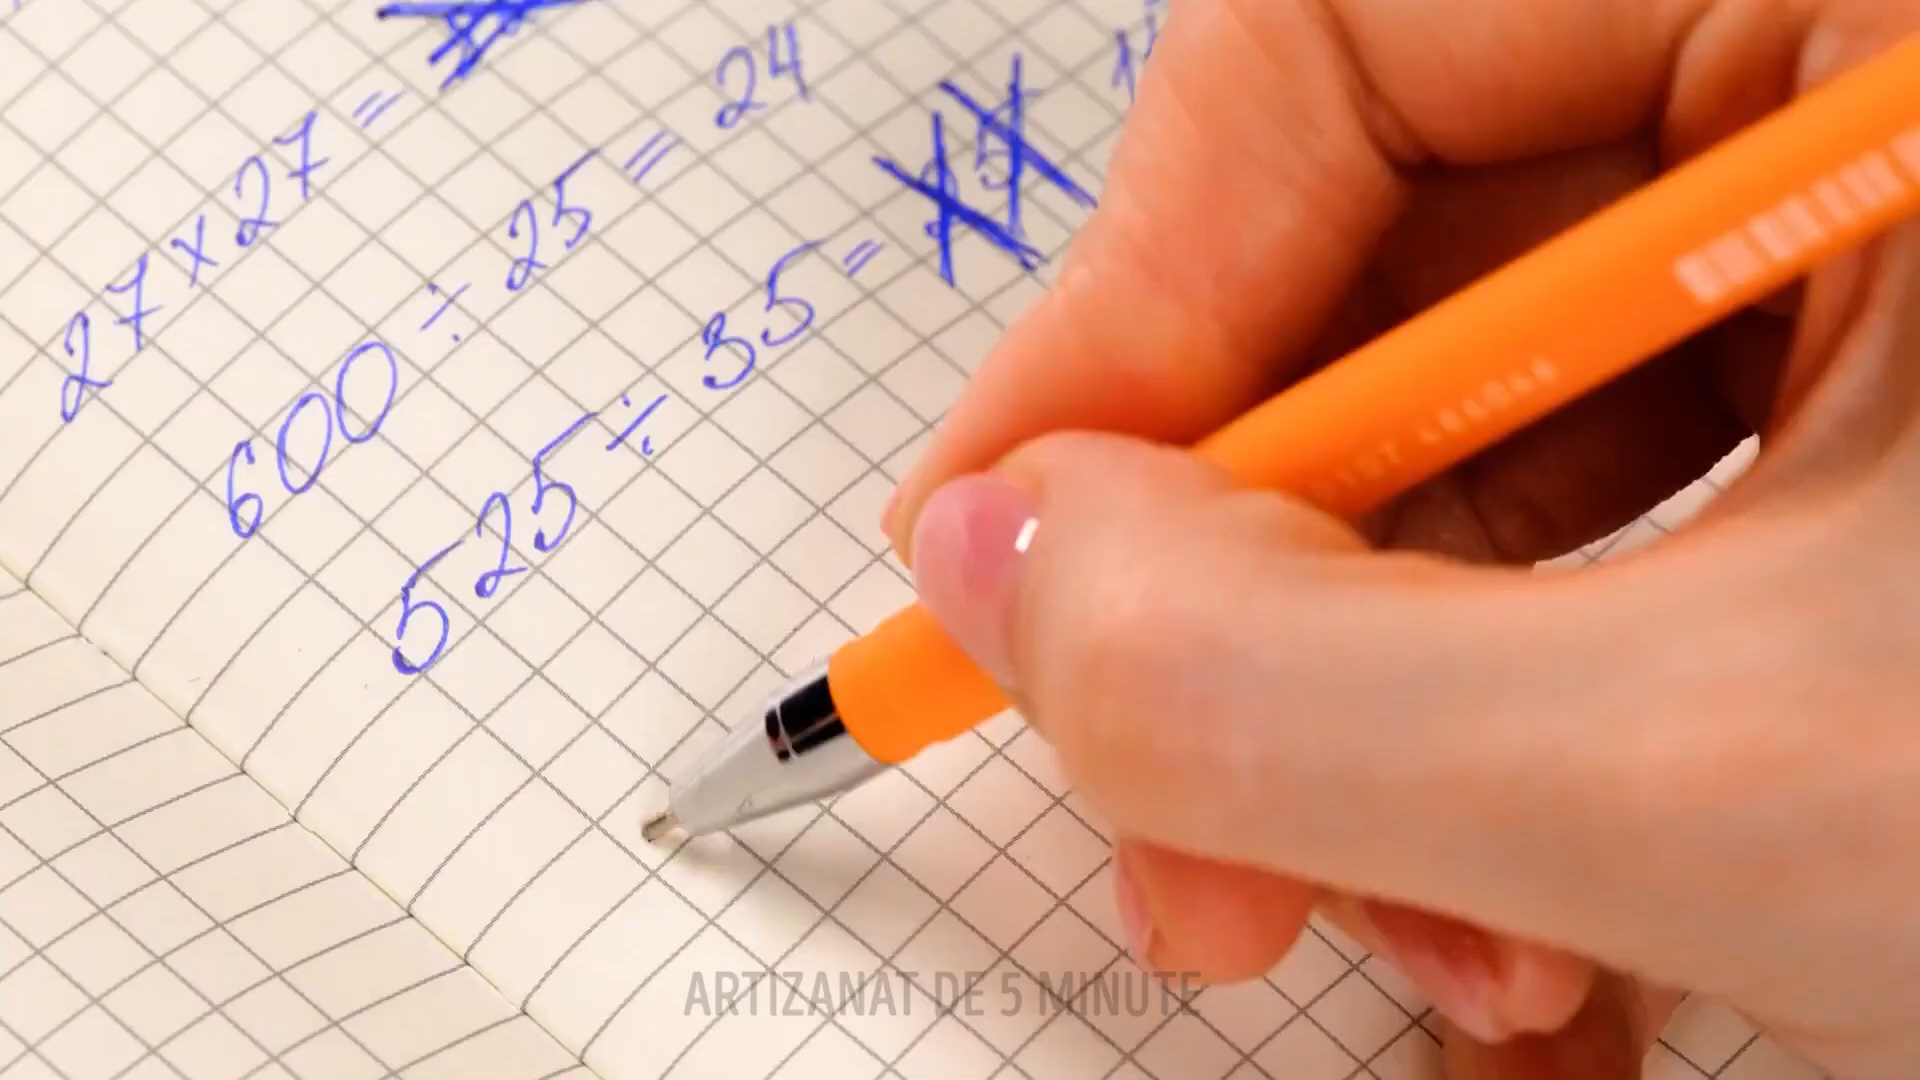 27 × 27 =
600 ÷ 25 = 24
525 ÷ 35 =
ARTIZANAT DE 5 MINUTE